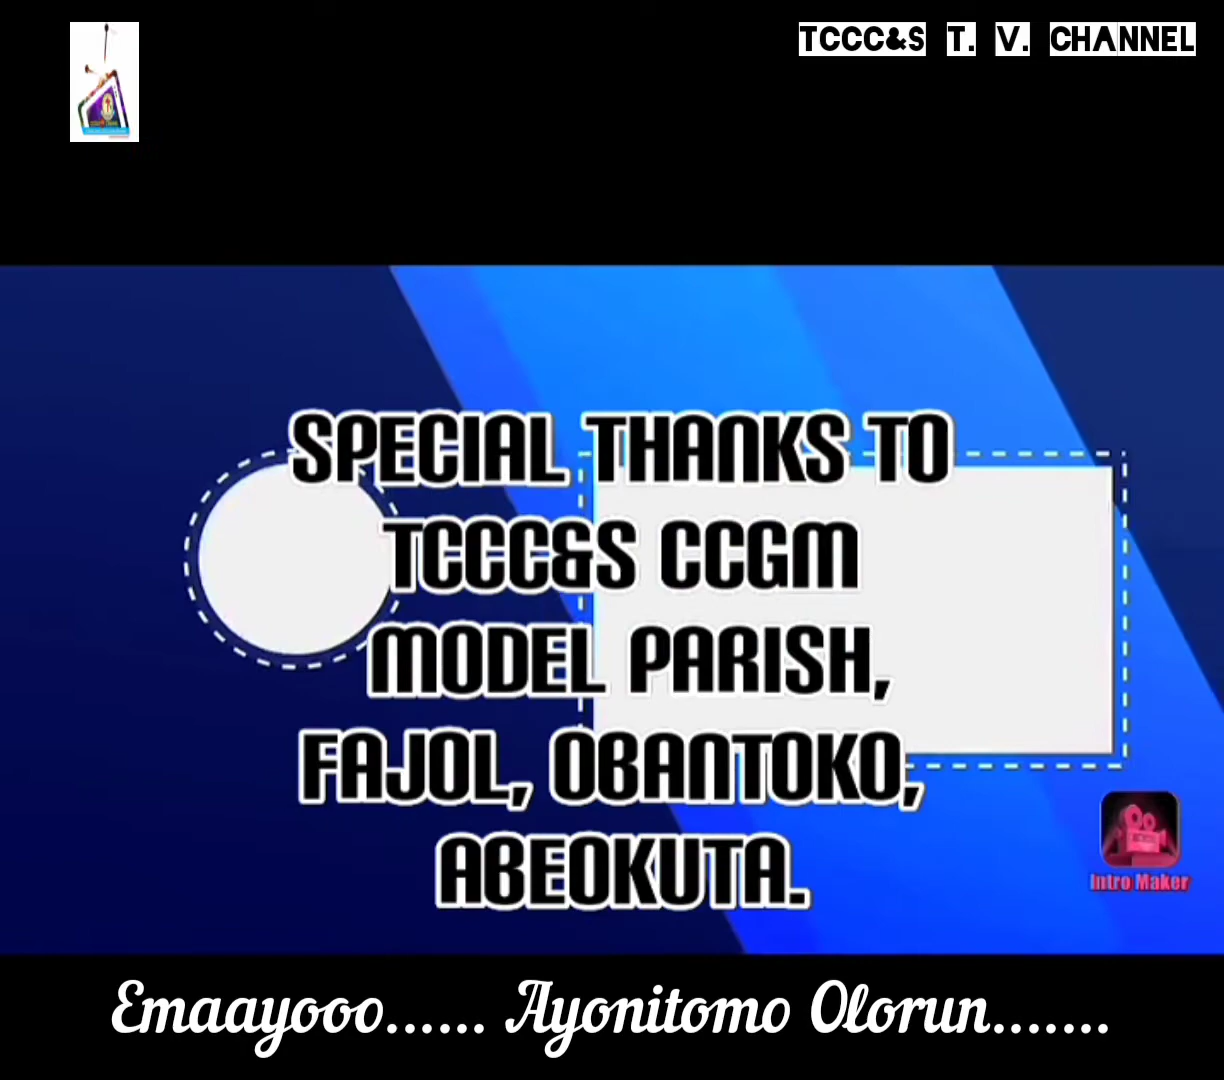 TCCC&S T. V. CHANNEL
SPECIAL THANKS TO
TCCC&S CCGM
MODEL PARISH,
FAJOL, OBANTOKO,
ABEOKUTA.
Intro Maker
Emaayooo...... Ayonitomo Olorun.......